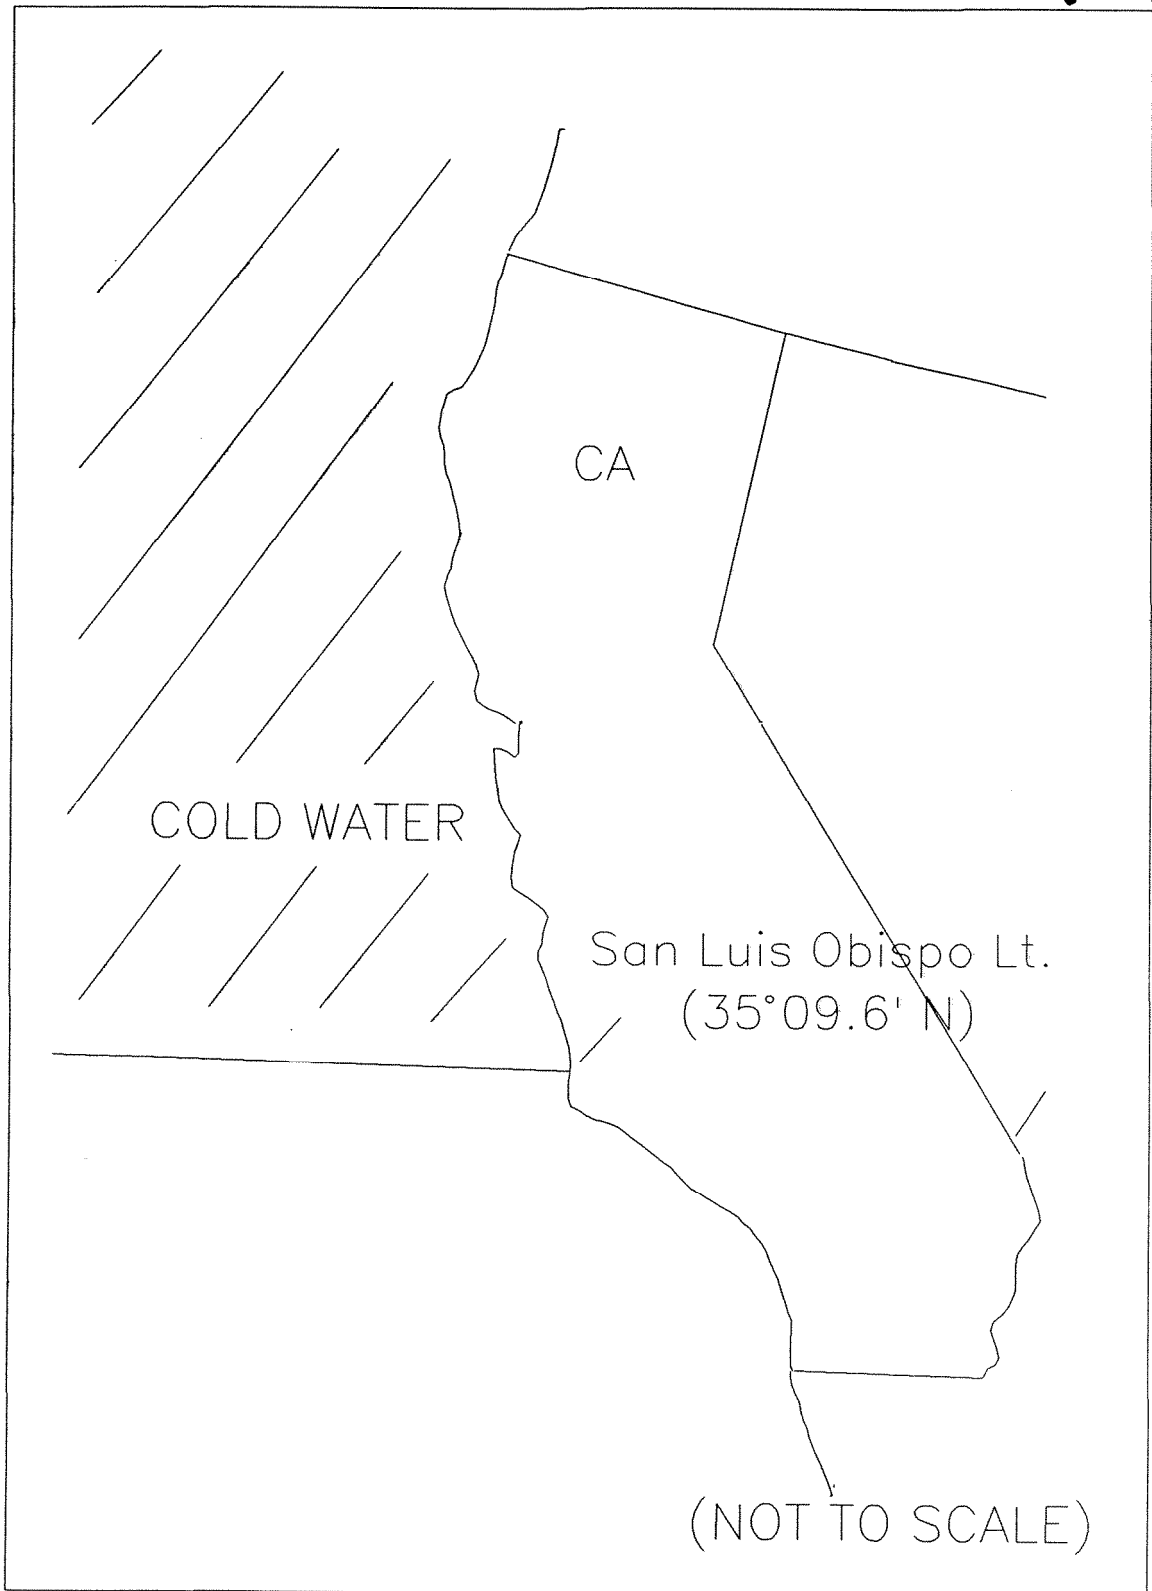 CA
COLD WATER
San Luis Obispo Lt.
(35°09.6' N)
(NOT TO SCALE)